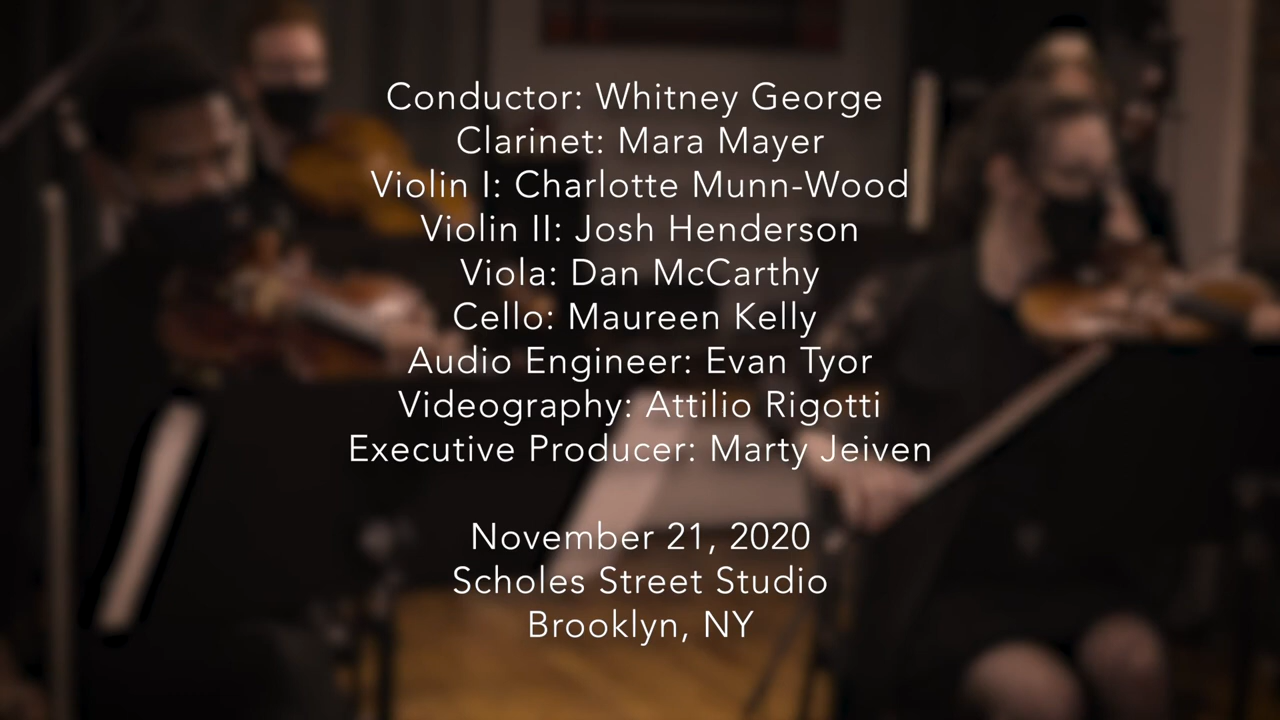 Conductor: Whitney George
Clarinet: Mara Mayer
Violin I: Charlotte Munn-Wood
Violin II: Josh Henderson
Viola: Dan McCarthy
Cello: Maureen Kelly
Audio Engineer: Evan Tyor
Videography: Attilio Rigotti
Executive Producer: Marty Jeiven
November 21, 2020
Scholes Street Studio
Brooklyn, NY